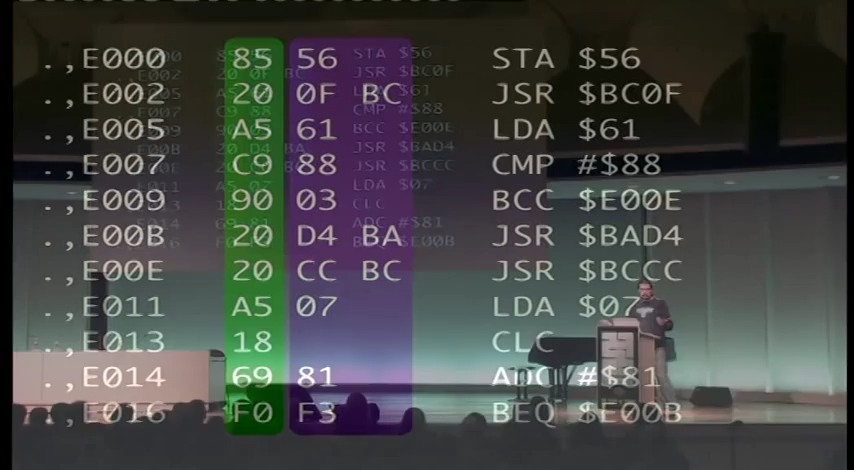 .,E000 85 56 STA $56
.,E002 20 0F BC JSR $BC0F
.,E005 A5 61 LDA $61
.,E007 C9 88 CMP #$88
.,E009 90 03 BCC $E00E
.,E00B 20 D4 BA JSR $BAD4
.,E00E 20 CC BC JSR $BCCC
.,E011 A5 07 LDA $07
.,E013 18 CLC
.,E014 69 81 ADC #$81
.,E016 F0 F3 BEQ $E00B